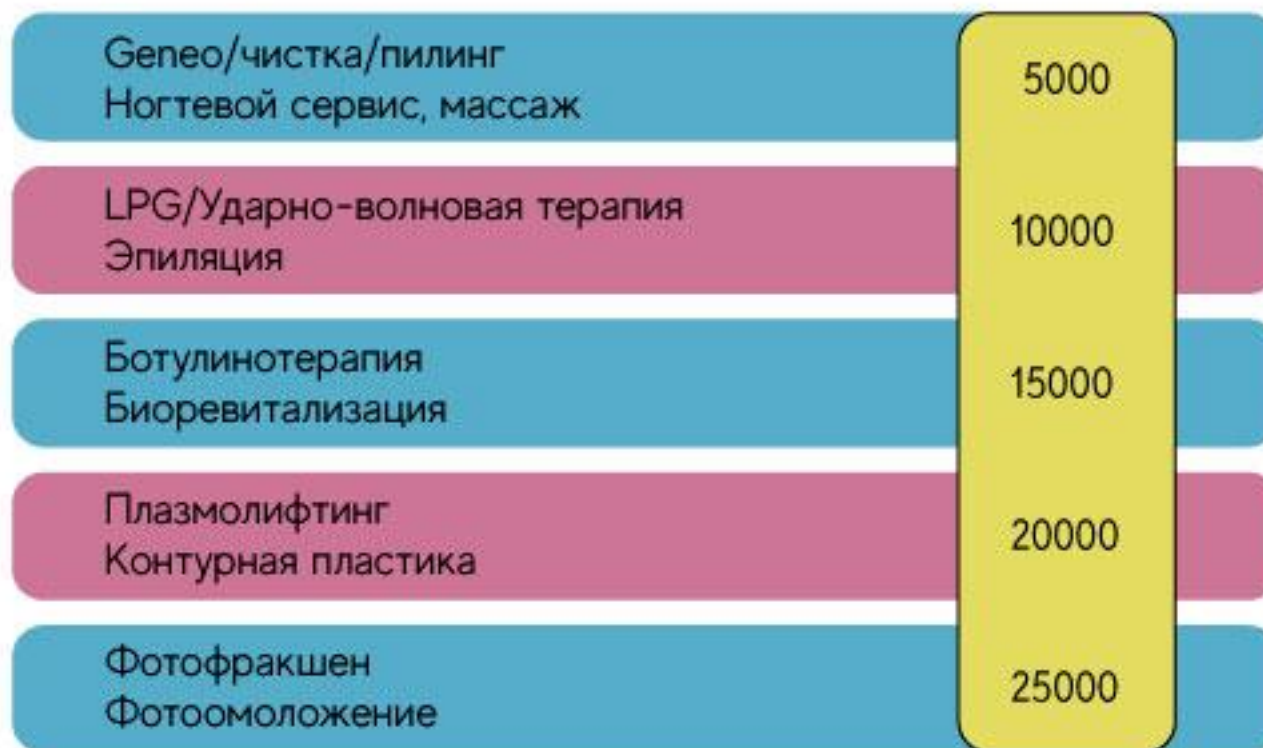 Geneo/чистка/пилинг
Ногтевой сервис, массаж
5000
LPG/Ударно-волновая терапия
Эпиляция
10000
Ботулинотерапия
Биоревитализация
15000
Плазмолифтинг
Контурная пластика
20000
Фотофракшен
Фотоомоложение
25000